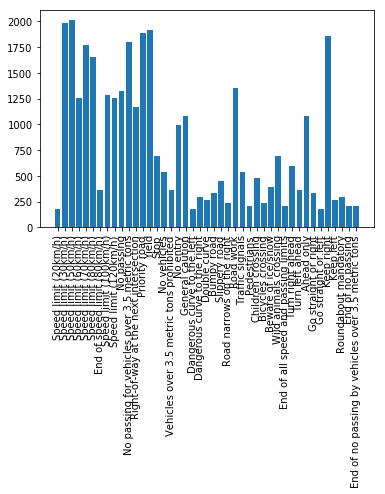 2000
1750
1500
1250
1000
750
500
250
0
Speed limit (20km/h)
Speed limit (30km/h)
Speed limit (50km/h)
Speed limit (60km/h)
Speed limit (70km/h)
Speed limit (80km/h)
End of speed limit (80km/h)
Speed limit (100km/h)
Speed limit (120km/h)
No passing
No passing for vehicles over 3.5 metric tons
Right-of-way at the next intersection
Priority road
Yield
Stop
No vehicles
Vehicles over 3.5 metric tons prohibited
No entry
General caution
Dangerous curve to the left
Dangerous curve to the right
Double curve
Bumpy road
Slippery road
Road narrows on the right
Road work
Traffic signals
Pedestrians
Children crossing
Bicycles crossing
Beware of ice/snow
Wild animals crossing
End of all speed and passing limits
Turn right ahead
Turn left ahead
Ahead only
Go straight or right
Go straight or left
Keep right
Keep left
Roundabout mandatory
End of no passing
End of no passing by vehicles over 3.5 metric tons